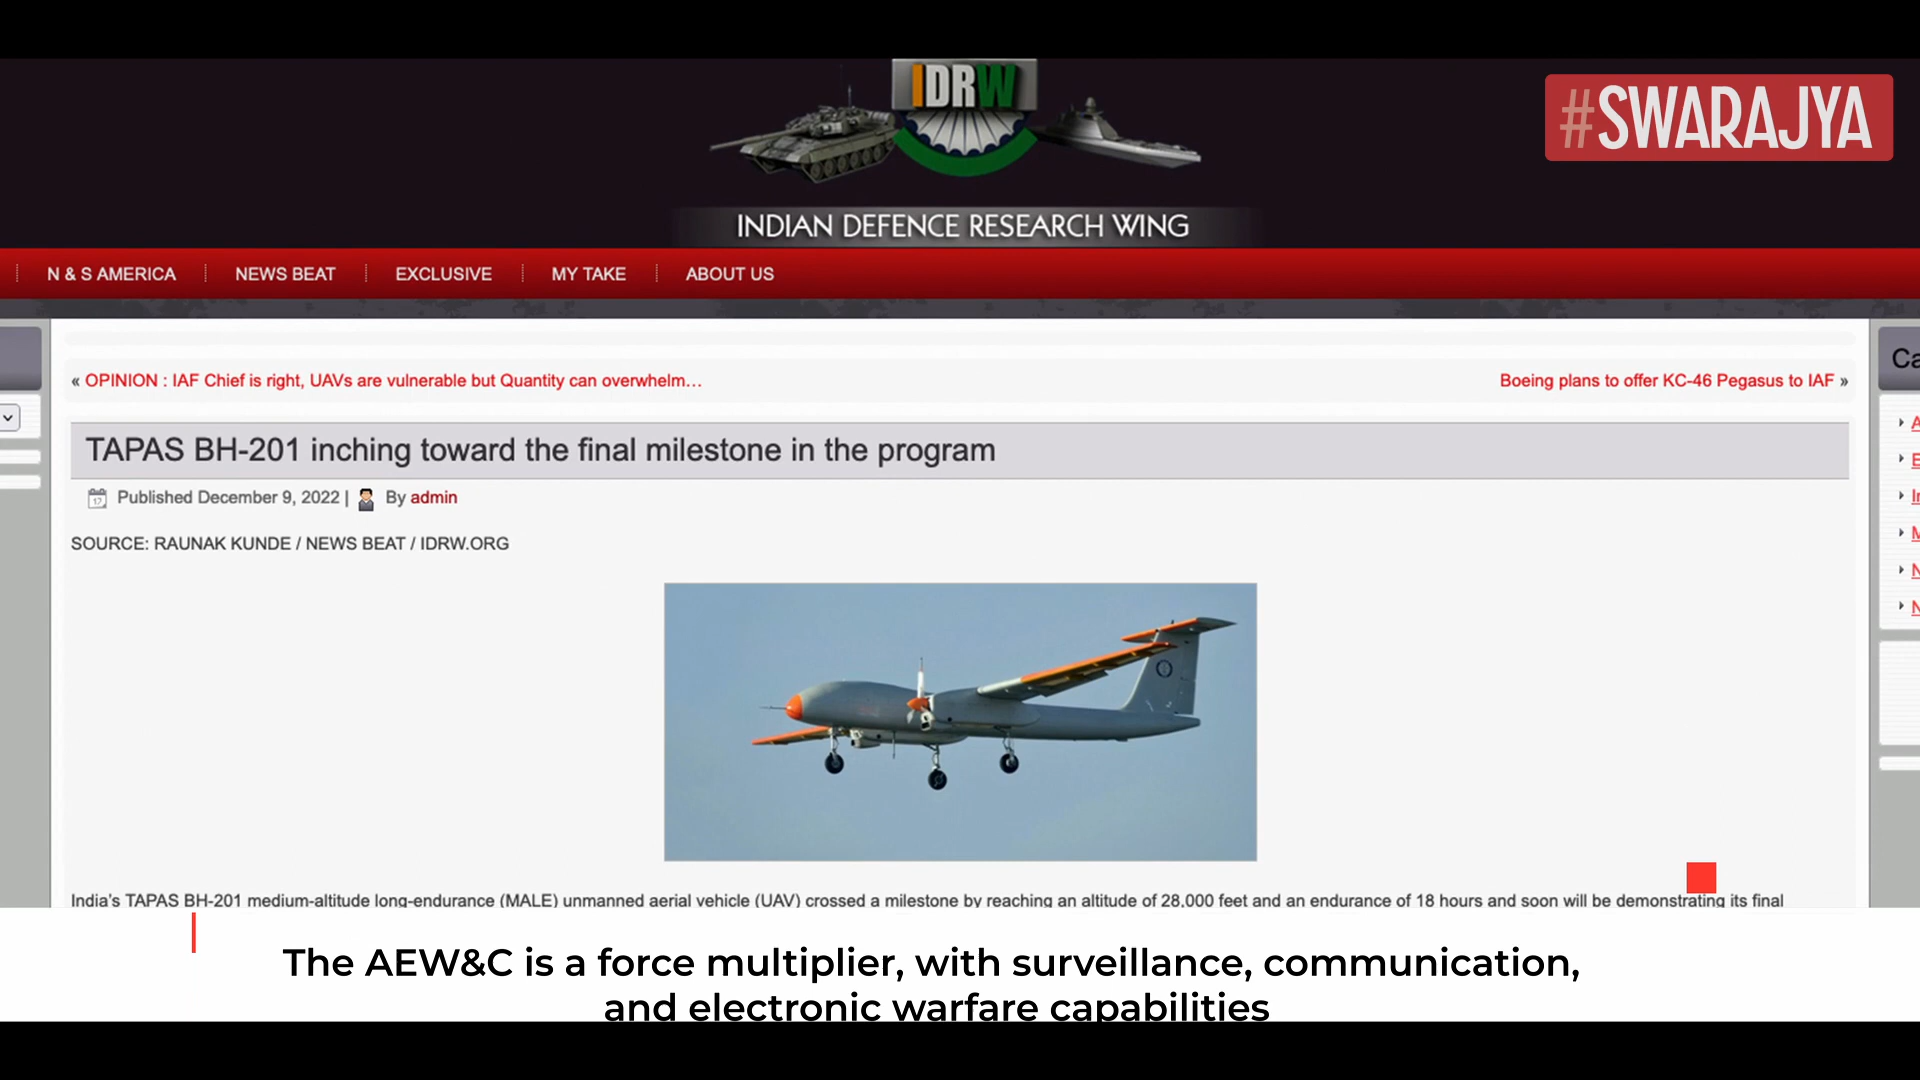 IDRW
#SWARAJYA
INDIAN DEFENCE RESEARCH WING
N & S AMERICA
NEWS BEAT
EXCLUSIVE
MY TAKE
ABOUT US
« OPINION : IAF Chief is right, UAVs are vulnerable but Quantity can overwhelm…
Boeing plans to offer KC-46 Pegasus to IAF »
TAPAS BH-201 inching toward the final milestone in the program
Published December 9, 2022 | By admin
SOURCE: RAUNAK KUNDE / NEWS BEAT / IDRW.ORG
India's TAPAS BH-201 medium-altitude long-endurance (MALE) unmanned aerial vehicle (UAV) crossed a milestone by reaching an altitude of 28,000 feet and an endurance of 18 hours and soon will be demonstrating its final
The AEW&C is a force multiplier, with surveillance, communication,
and electronic warfare capabilities